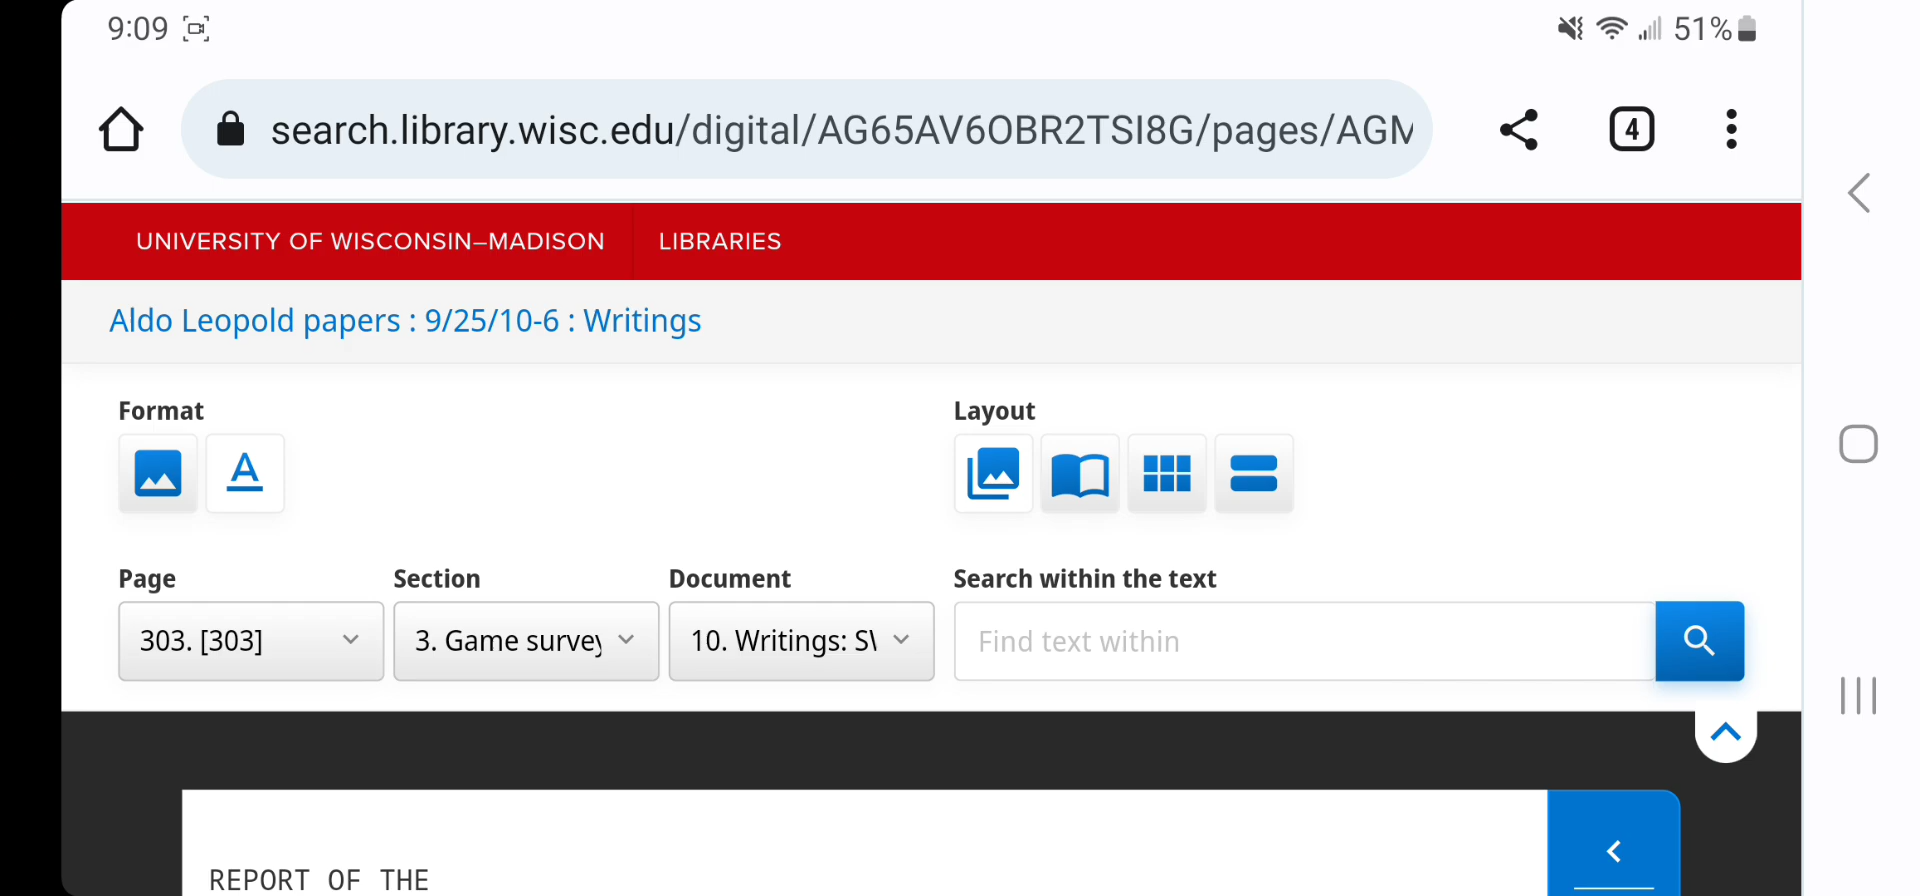 9:09
51%
search.library.wisc.edu/digital/AG65AV6OBR2TSI8G/pages/AGM
4
UNIVERSITY OF WISCONSIN–MADISON LIBRARIES
Aldo Leopold papers : 9/25/10-6 : Writings
Format Layout
A
Page Section Document Search within the text
303. [303] 3. Game survey 10. Writings: S Find text within
REPORT OF THE